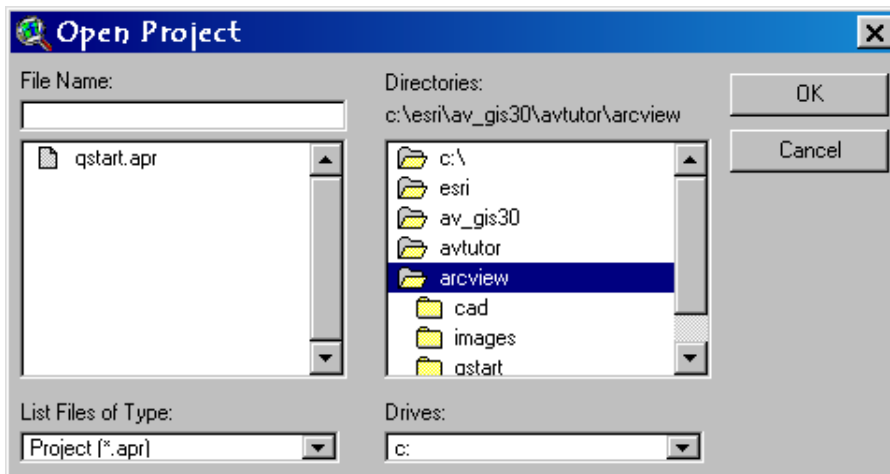 Open Project
File Name:
qstart.apr
List Files of Type:
Project (*.apr)
Directories:
c:\esri\av_gis30\avtutor\arcview
c:\
esri
av_gis30
avtutor
arcview
cad
images
qstart
Drives:
c:
OK
Cancel